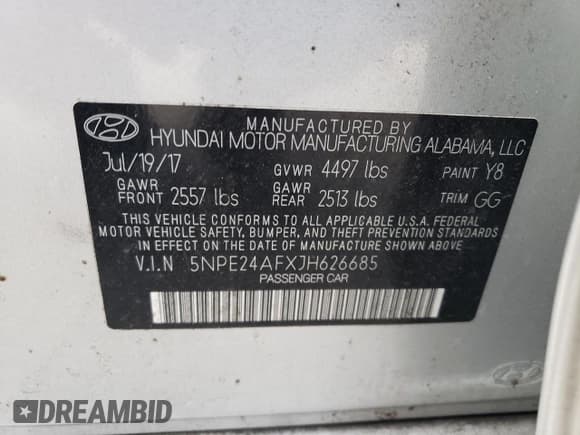 MANUFACTURED BY
HYUNDAI MOTOR MANUFACTURING ALABAMA, LLC
Jul/19/17 GVWR 4497 lbs PAINT Y8
GAWR FRONT 2557 lbs GAWR REAR 2513 lbs TRIM GG
THIS VEHICLE CONFORMS TO ALL U.S.A. FEDERAL
MOTOR VEHICLE SAFETY, BUMPER, AND THEFT PREVENTION STANDARDS
IN EFFECT ON THE DATE OF MANUFACTURE SHOWN ABOVE
V.I.N 5NPE24AFXJH626685
PASSENGER CAR
DREAMBID